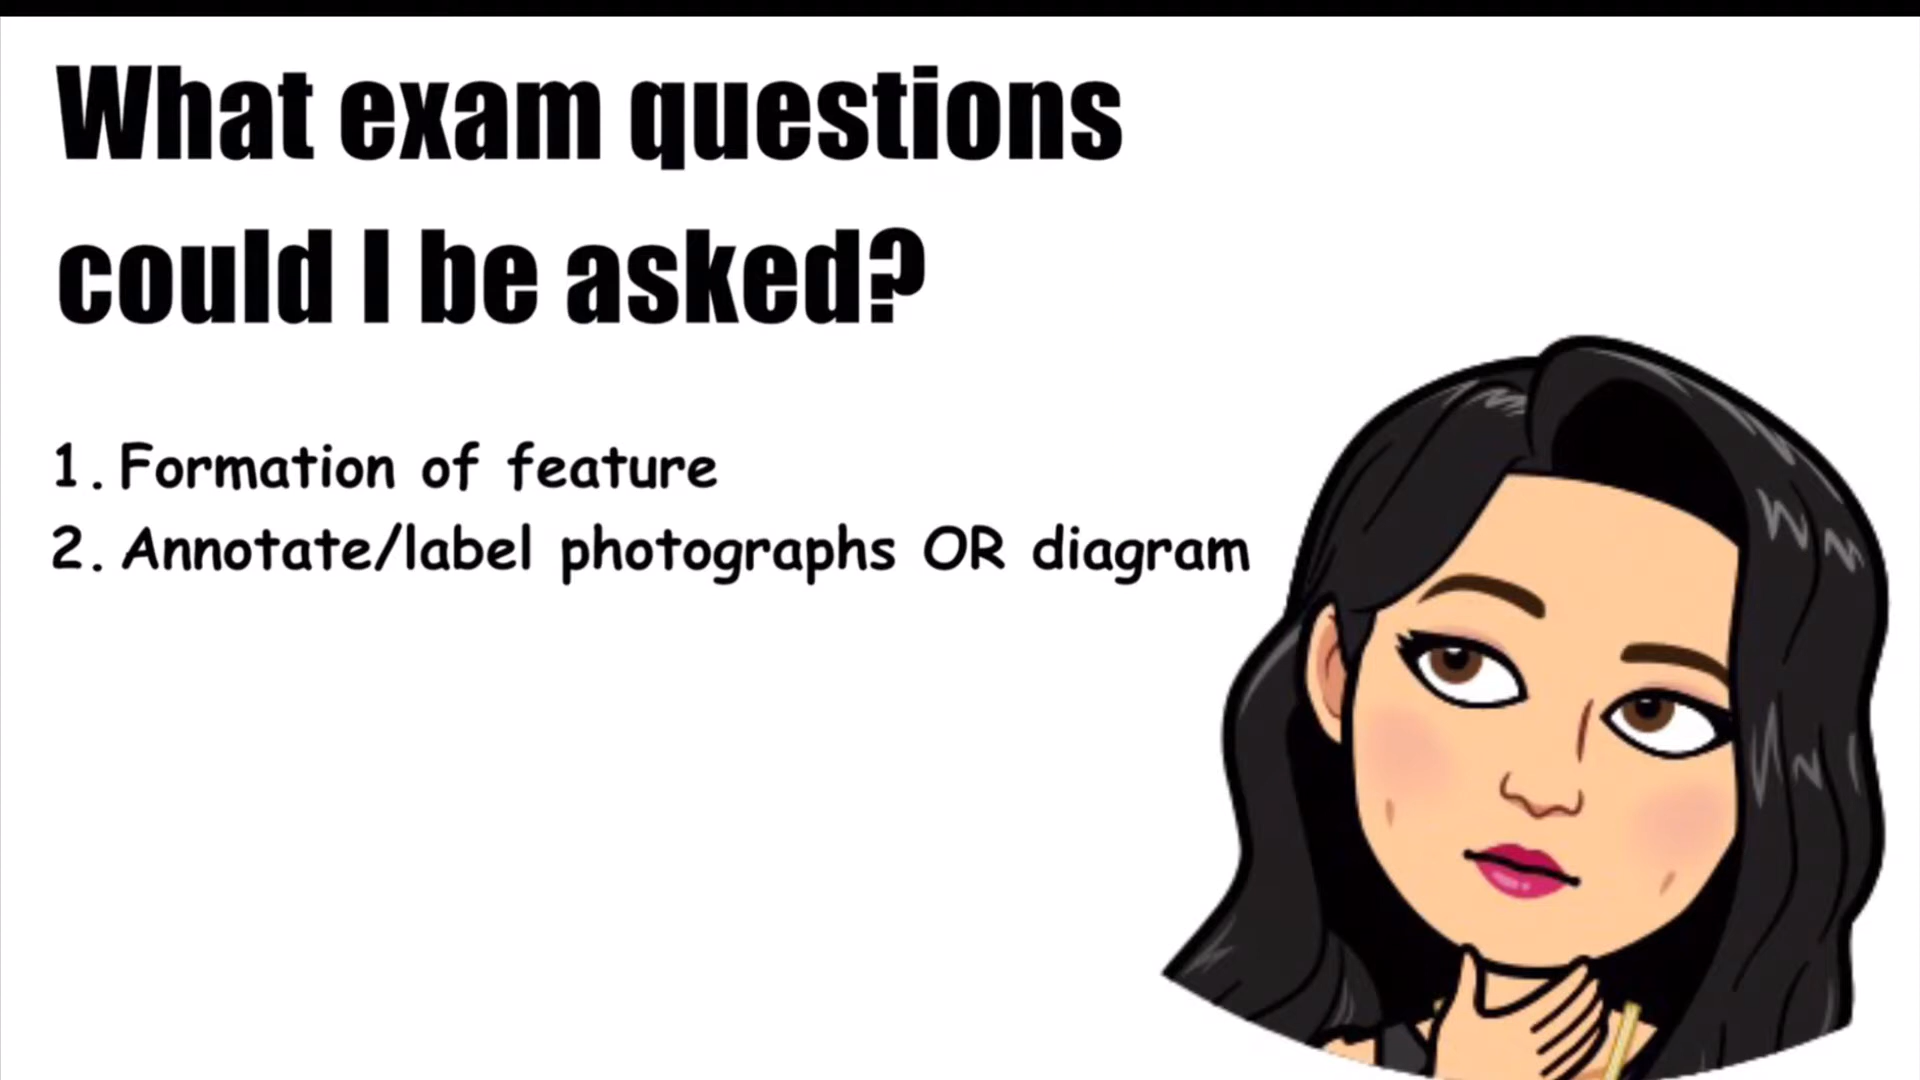 What exam questions
could I be asked?
1. Formation of feature
2. Annotate/label photographs OR diagram